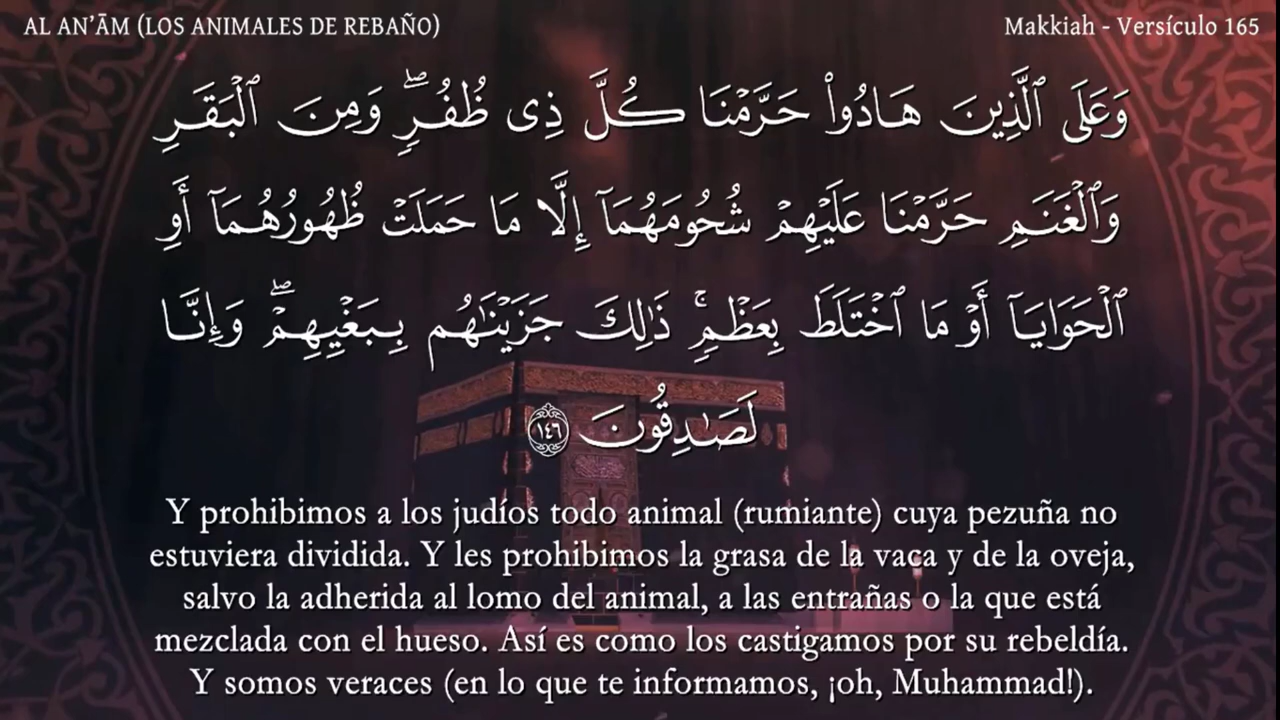 AL AN’ĀM (LOS ANIMALES DE REBAÑO)
Makkiah - Versículo 165
وَعَلَى ٱلَّذِينَ هَادُوا۟ حَرَّمْنَا كُلَّ ذِى ظُفُرٍۢ ۖ وَمِنَ ٱلْبَقَرِ
وَٱلْغَنَمِ حَرَّمْنَا عَلَيْهِمْ شُحُومَهُمَآ إِلَّا مَا حَمَلَتْ ظُهُورُهُمَآ أَوِ
ٱلْحَوَايَآ أَوْ مَا ٱخْتَلَطَ بِعَظْمٍۢ ۚ ذَٰلِكَ جَزَيْنَٰهُم بِبَغْيِهِمْ ۖ وَإِنَّا
لَصَٰدِقُونَ ١٤٦
Y prohibimos a los judíos todo animal (rumiante) cuya pezuña no
estuviera dividida. Y les prohibimos la grasa de la vaca y de la oveja,
salvo la adherida al lomo del animal, a las entrañas o la que está
mezclada con el hueso. Así es como los castigamos por su rebeldía.
Y somos veraces (en lo que te informamos, ¡oh, Muhammad!).